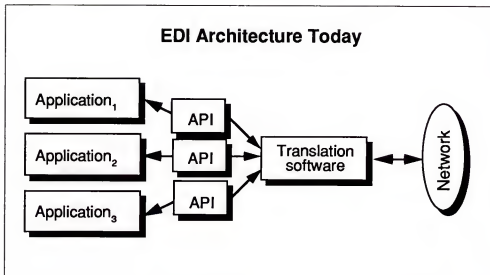 EDI Architecture Today
Application₁
API
Application₂
API
Translation
software
Network
Application₃
API